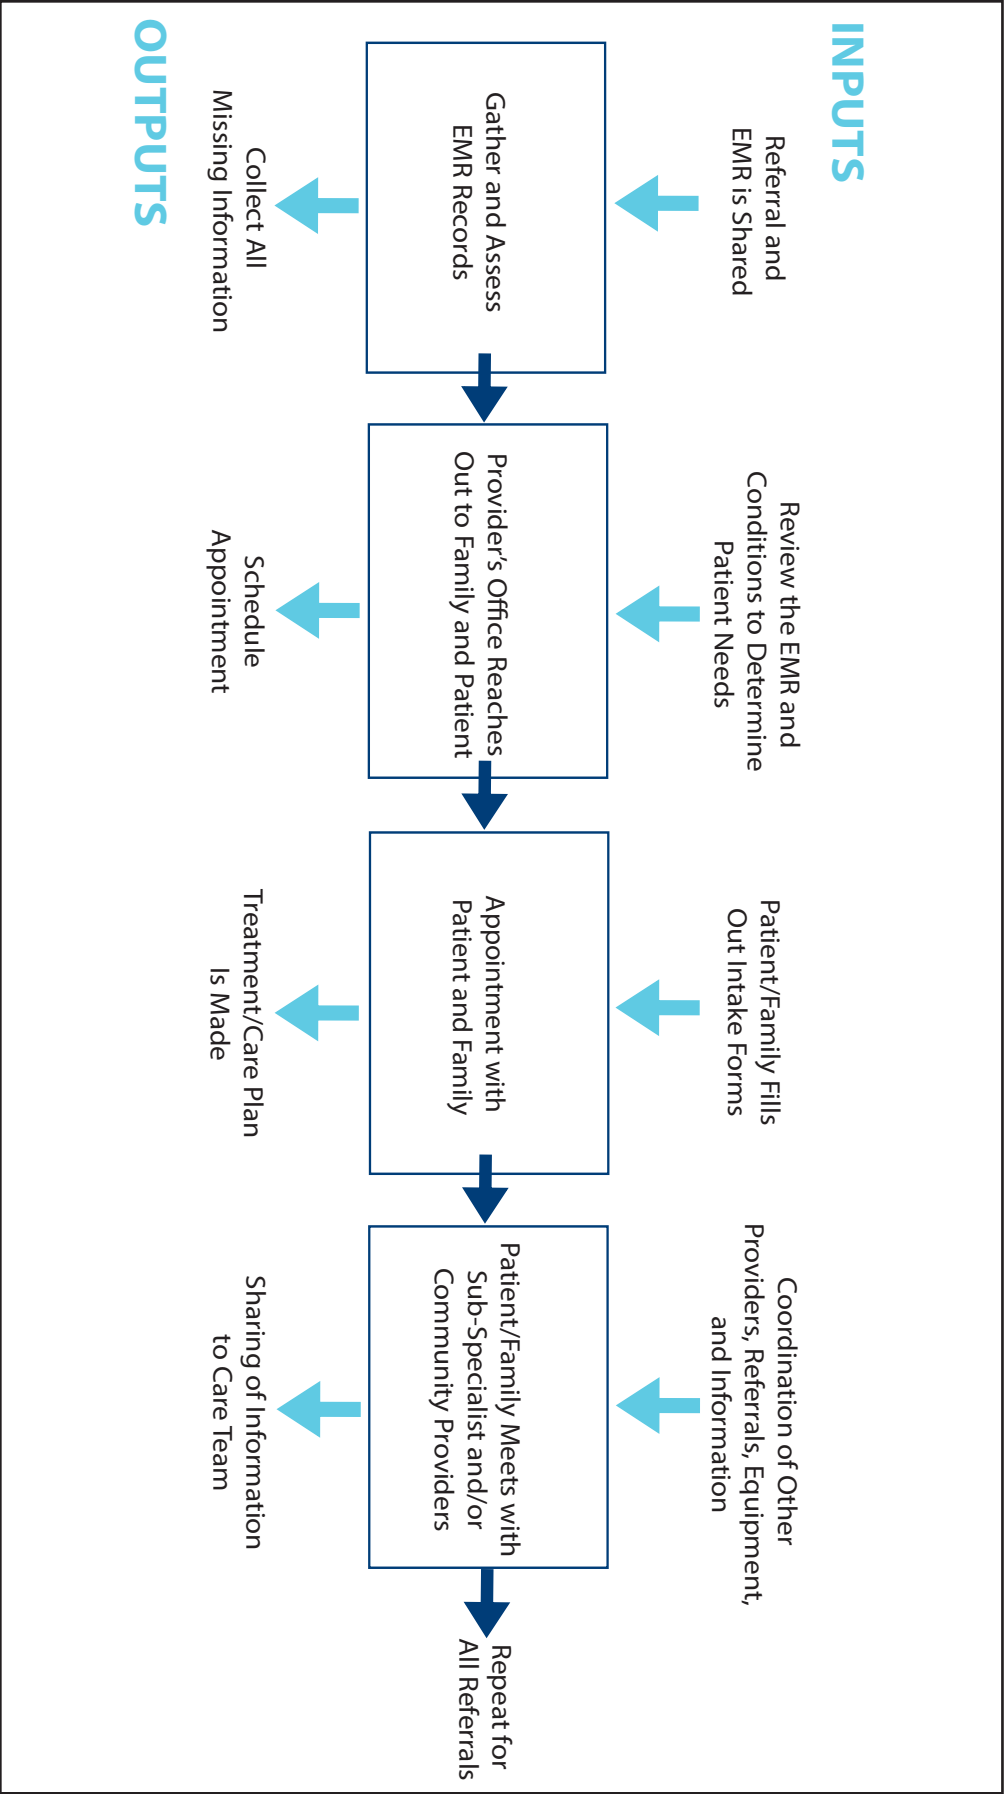 INPUTS
Referral and
EMR is Shared
Review the EMR and
Conditions to Determine
Patient Needs
Patient/Family Fills
Out Intake Forms
Coordination of Other
Providers, Referrals, Equipment,
and Information
Gather and Assess
EMR Records
Provider’s Office Reaches
Out to Family and Patient
Appointment with
Patient and Family
Patient/Family Meets with
Sub-Specialist and/or
Community Providers
Repeat for
All Referrals
Collect All
Missing Information
Schedule
Appointment
Treatment/Care Plan
Is Made
Sharing of Information
to Care Team
OUTPUTS